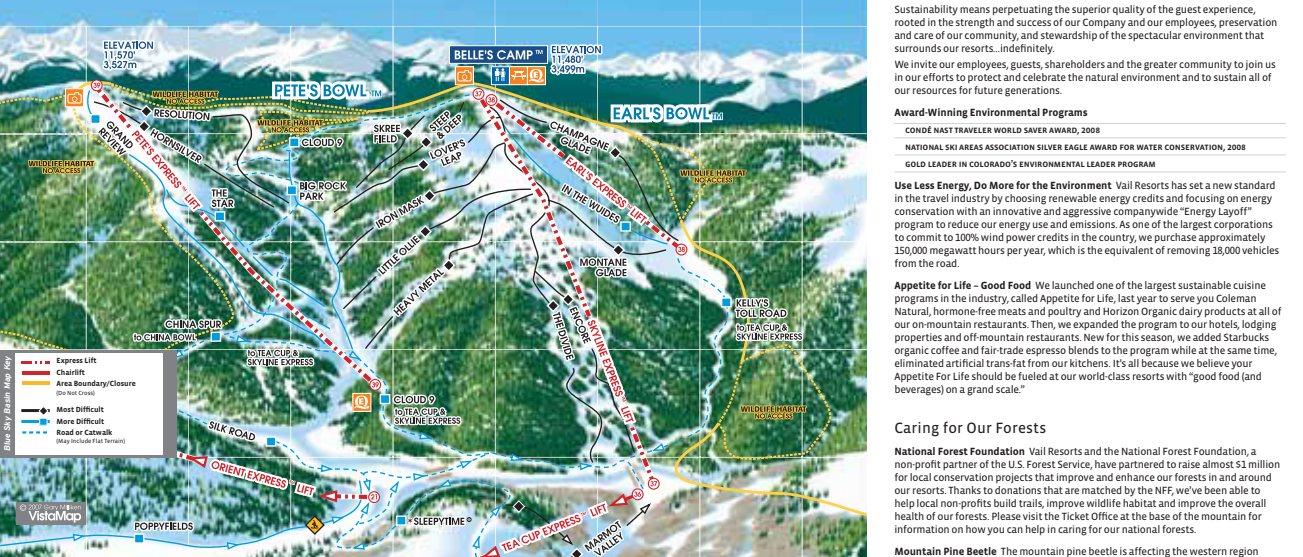 ELEVATION
11,570'
3,527m
BELLE'S CAMP™
ELEVATION
11,480'
3,499m
PETE'S BOWL™
EARL'S BOWL™
39
37
38
WILDLIFE HABITAT
NO ACCESS
RESOLUTION
HORNSILVER
GRAND
REVIEW
PETE'S EXPRESS™ LIFT
WILDLIFE HABITAT
NO ACCESS
WILDLIFE HABITAT
NO ACCESS
CLOUD 9
SKREE
FIELD
STEEP
& DEEP
LOVER'S
LEAP
CHAMPAGNE
GLADE
EARL'S EXPRESS™ LIFT
WILDLIFE HABITAT
NO ACCESS
THE
STAR
BIG ROCK
PARK
IRON MASK
IN THE WUIDES
LITTLE OLLIE
MONTANE
GLADE
38
HEAVY METAL
KELLY'S
TOLL ROAD
to TEA CUP &
SKYLINE EXPRESS
ENCORE
THE DIVIDE
SKYLINE EXPRESS™ LIFT
CHINA SPUR
to CHINA BOWL
to TEA CUP &
SKYLINE EXPRESS
39
CLOUD 9
to TEA CUP &
SKYLINE EXPRESS
WILDLIFE HABITAT
NO ACCESS
Blue Sky Basin Map Key
Express Lift
Chairlift
Area Boundary/Closure
(Do Not Cross)
Most Difficult
More Difficult
Road or Catwalk
(May Include Flat Terrain)
SILK ROAD
ORIENT EXPRESS™ LIFT
21
37
36
TEA CUP EXPRESS™ LIFT
MARMOT
VALLEY
SLEEPYTIME
POPPYFIELDS
VistaMap
Sustainability means perpetuating the superior quality of the guest experience,
rooted in the strength and success of our Company and our employees, preservation
and care of our community, and stewardship of the spectacular environment that
surrounds our resorts...indefinitely.
We invite our employees, guests, shareholders and the greater community to join us
in our efforts to protect and celebrate the natural environment and to sustain all of
our resources for future generations.
Award-Winning Environmental Programs
CONDÉ NAST TRAVELER WORLD SAVER AWARD, 2008
NATIONAL SKI AREAS ASSOCIATION SILVER EAGLE AWARD FOR WATER CONSERVATION, 2008
GOLD LEADER IN COLORADO'S ENVIRONMENTAL LEADER PROGRAM
Use Less Energy, Do More for the Environment Vail Resorts has set a new standard
in the travel industry by choosing renewable energy credits and focusing on energy
conservation with an innovative and aggressive companywide “Energy Layoff”
program to reduce our energy use and emissions. As one of the largest corporations
to commit to 100% wind power credits in the country, we purchase approximately
150,000 megawatt hours per year, which is the equivalent of removing 18,000 vehicles
from the road.
Appetite for Life – Good Food We launched one of the largest sustainable cuisine
programs in the industry, called Appetite for Life, last year to serve you Coleman
Natural, hormone-free meats and poultry and Horizon Organic dairy products at all of
our on-mountain restaurants. Then, we expanded the program to our hotels, lodging
properties and off-mountain restaurants. New for this season, we added Starbucks
organic coffee and fair-trade espresso blends to the program while at the same time,
eliminated artificial trans-fat from our kitchens. It's all because we believe your
Appetite For Life should be fueled at our world-class resorts with “good food (and
beverages) on a grand scale.”
Caring for Our Forests
National Forest Foundation Vail Resorts and the National Forest Foundation, a
non-profit partner of the U.S. Forest Service, have partnered to raise almost $1 million
for local conservation projects that improve and enhance our forests in and around
our resorts. Thanks to donations that are matched by the NFF, we've been able to
help local non-profits build trails, improve wildlife habitat and improve the overall
health of our forests. Please visit the Ticket Office at the base of the mountain for
information on how you can help in caring for our national forests.
Mountain Pine Beetle The mountain pine beetle is affecting the western region